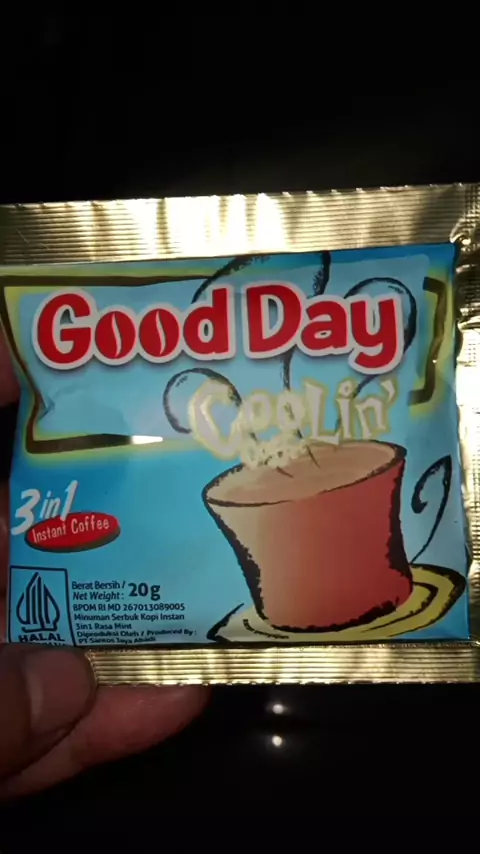 Good Day
Coolin'
Coffee
3in1
Instant Coffee
Berat Bersih /
Net Weight : 20g
BPOM RI MD 267013089005
Minuman Serbuk Kopi Instan
3in1 Rasa Mint
Diproduksi Oleh / Produced By :
PT Santos Jaya Abadi
HALAL